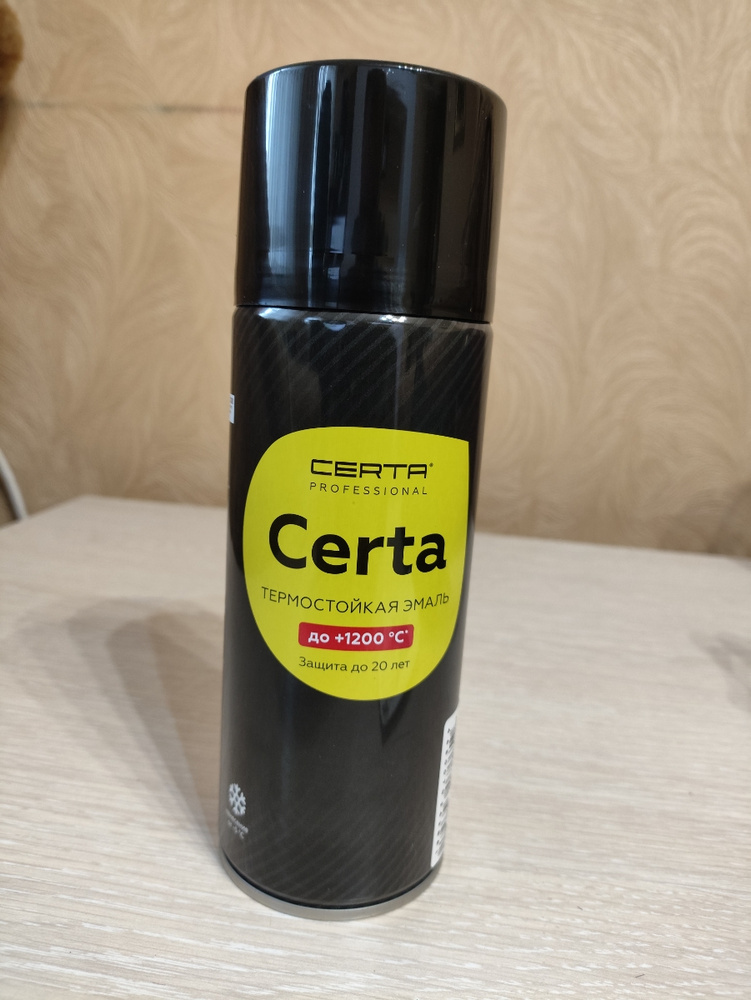 CERTA®
PROFESSIONAL
Certa
ТЕРМОСТОЙКАЯ ЭМАЛЬ
до +1200 °C*
Защита до 20 лет